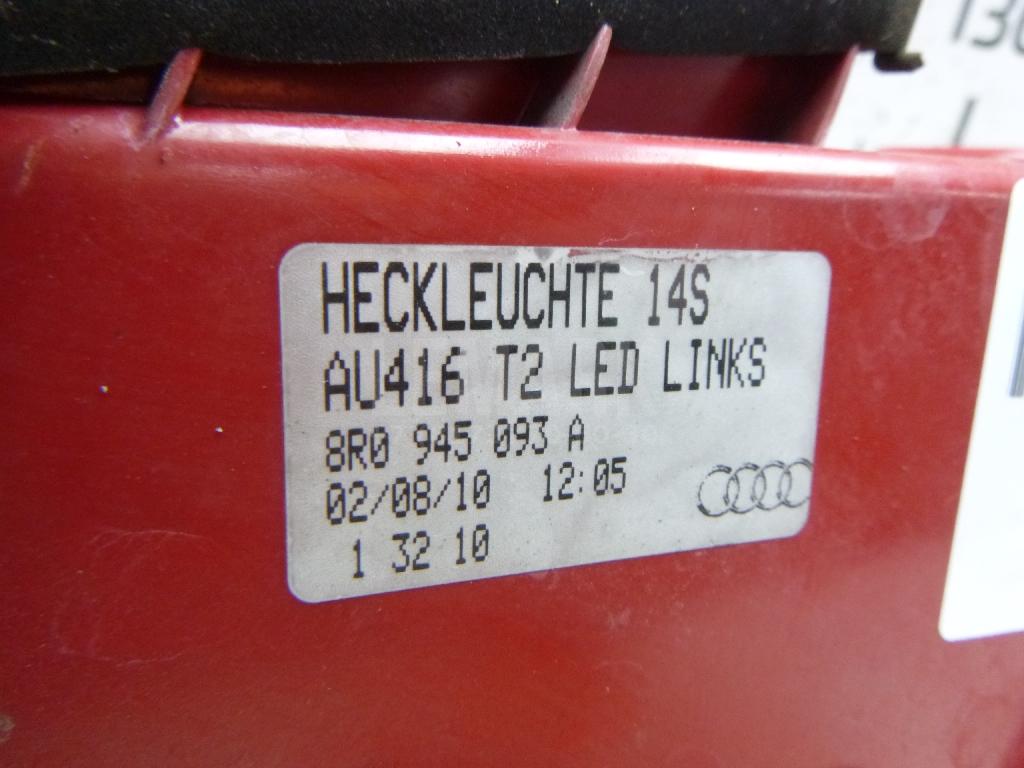 HECKLEUCHTE 14S
AU416 T2 LED LINKS
8R0 945 093 A
02/08/10 12:05
1 32 10